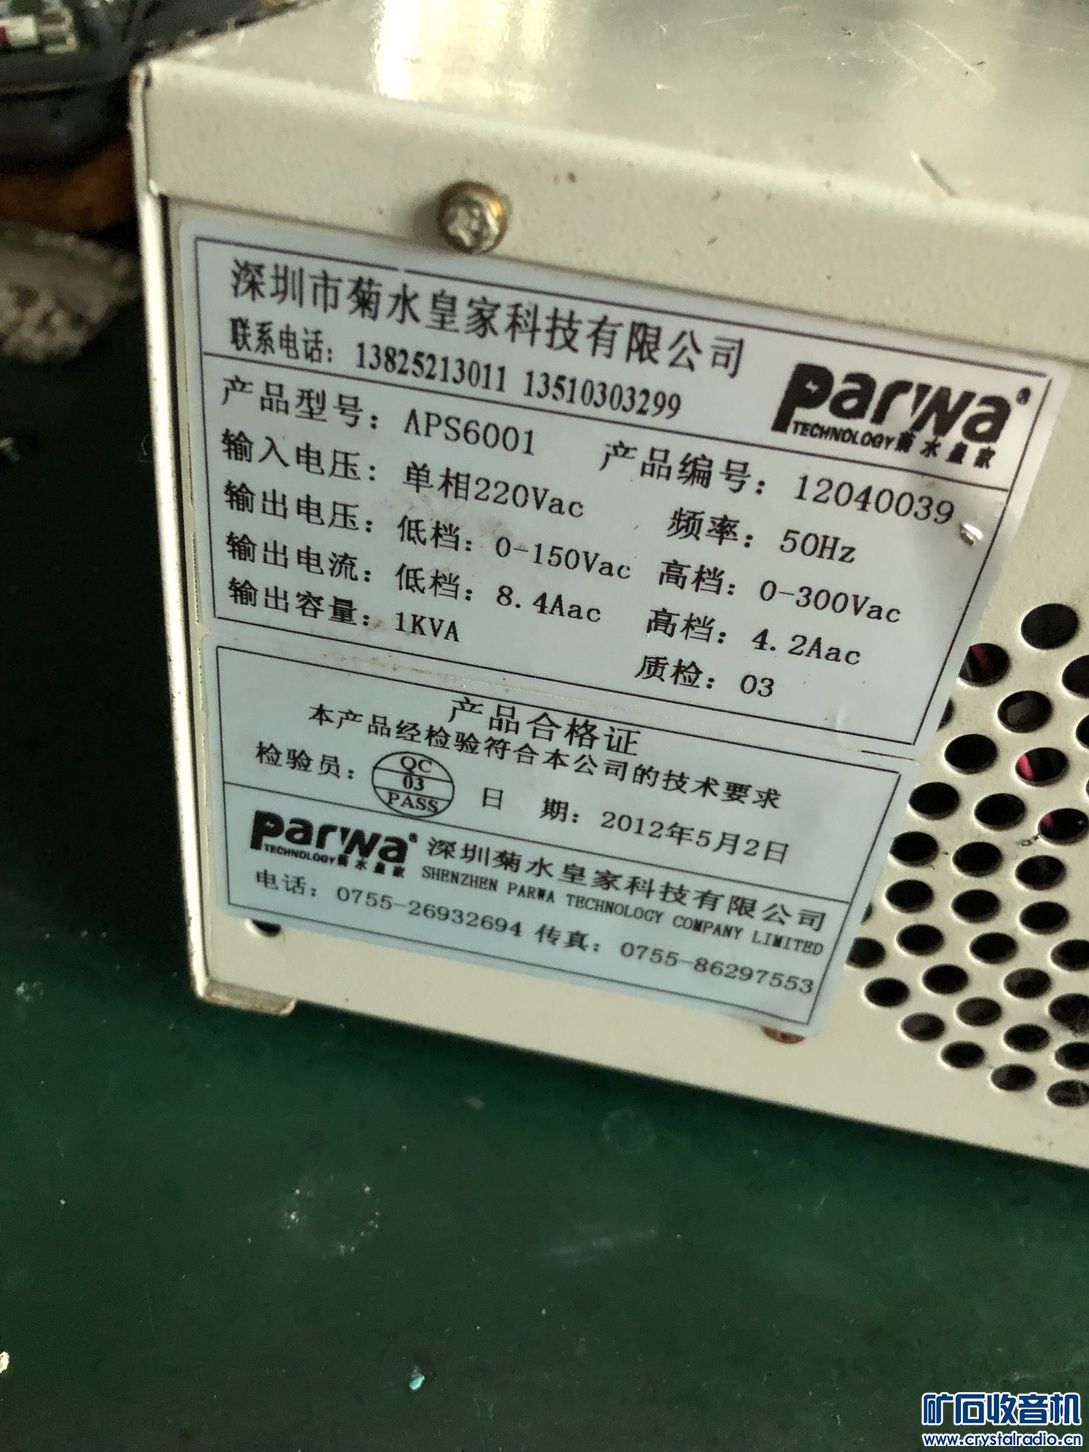 深圳市菊水皇家科技有限公司
联系电话：13825213011 13510303299
parwa®
TECHNOLOGY菊水皇家
产品型号：APS6001 产品编号：12040039
输入电压：单相220Vac 频率：50Hz
输出电压：低档：0-150Vac 高档：0-300Vac
输出电流：低档：8.4Aac 高档：4.2Aac
输出容量：1KVA 质检：03
产品合格证
本产品经检验符合本公司的技术要求
检验员：QC 03 PASS 日 期：2012年5月2日
parwa®
TECHNOLOGY菊水皇家
深圳菊水皇家科技有限公司
SHENZHEN PARWA TECHNOLOGY COMPANY LIMITED
电话：0755-26932694 传真：0755-86297553
矿石收音机
www.crystalradio.cn